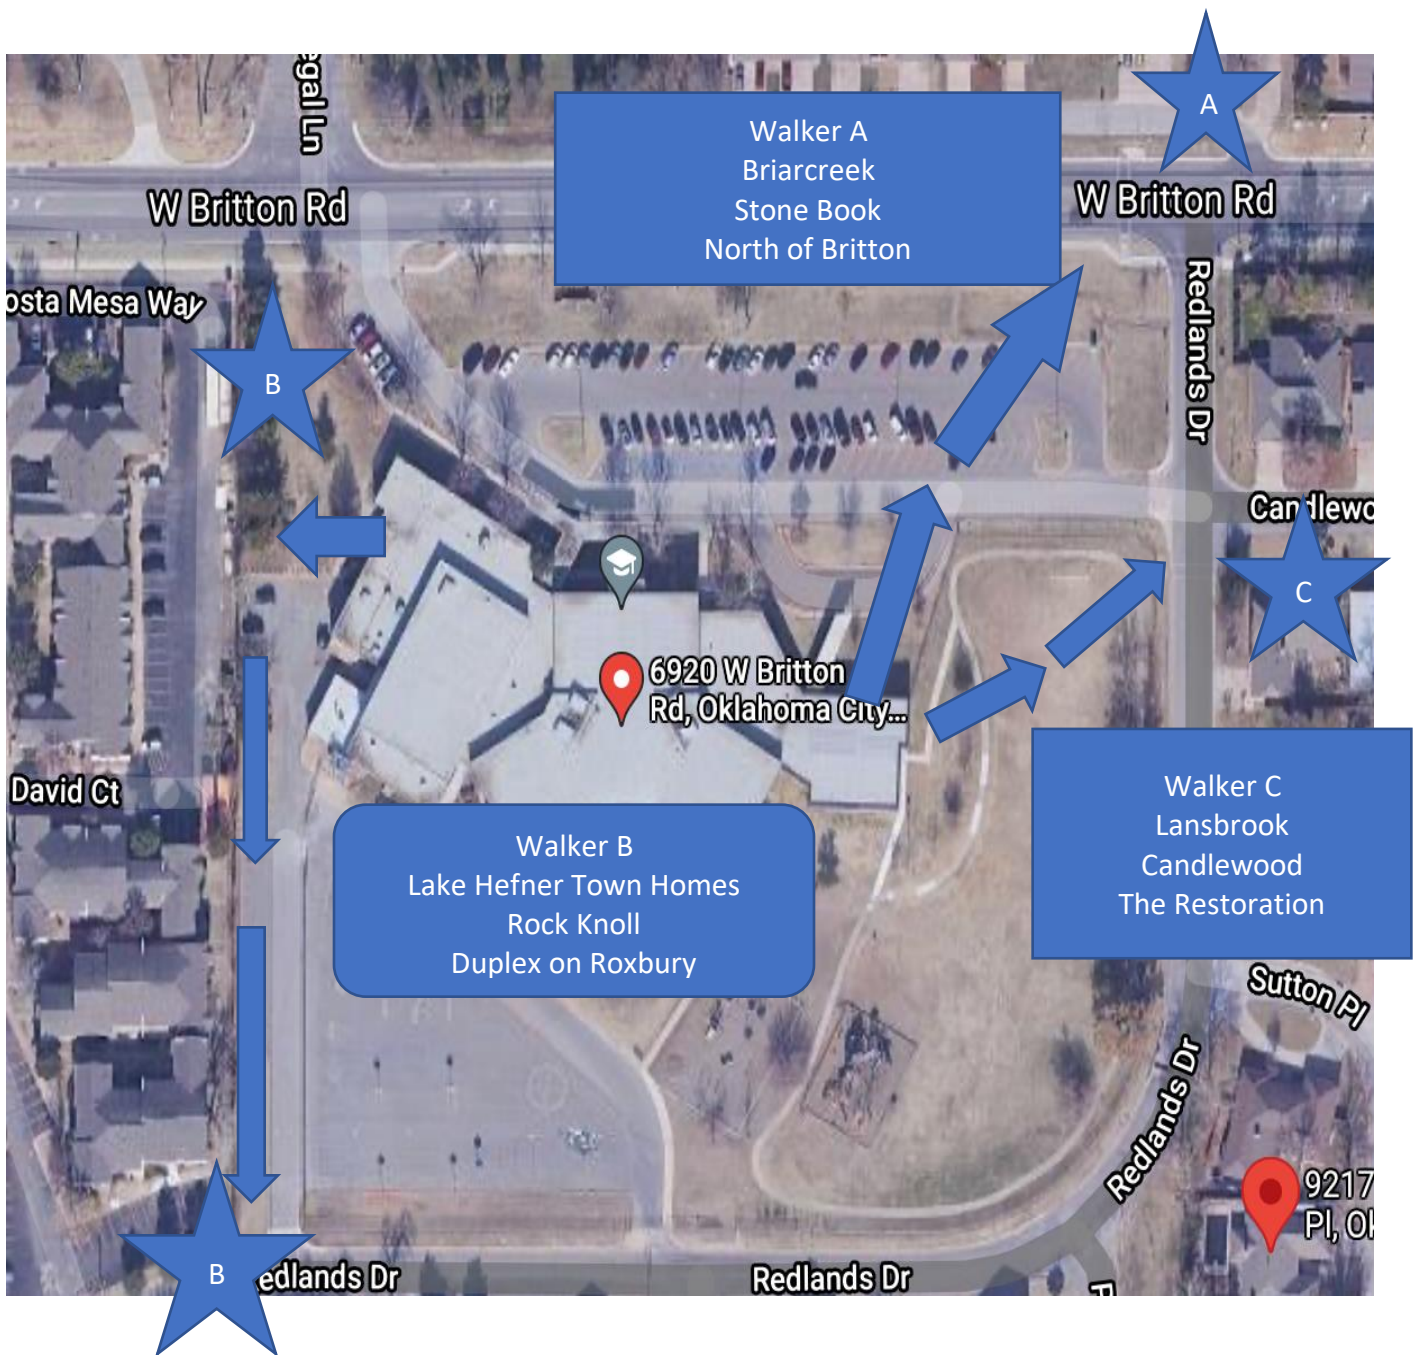 egal Ln
A
Walker A
Briarcreek
Stone Book
North of Britton
W Britton Rd
W Britton Rd
osta Mesa Way
Redlands Dr
B
Candlewo
C
6920 W Britton
Rd, Oklahoma City...
David Ct
Walker B
Lake Hefner Town Homes
Rock Knoll
Duplex on Roxbury
Walker C
Lansbrook
Candlewood
The Restoration
Sutton Pl
Redlands Dr
9217
Pl, Ok
B
edlands Dr
Redlands Dr